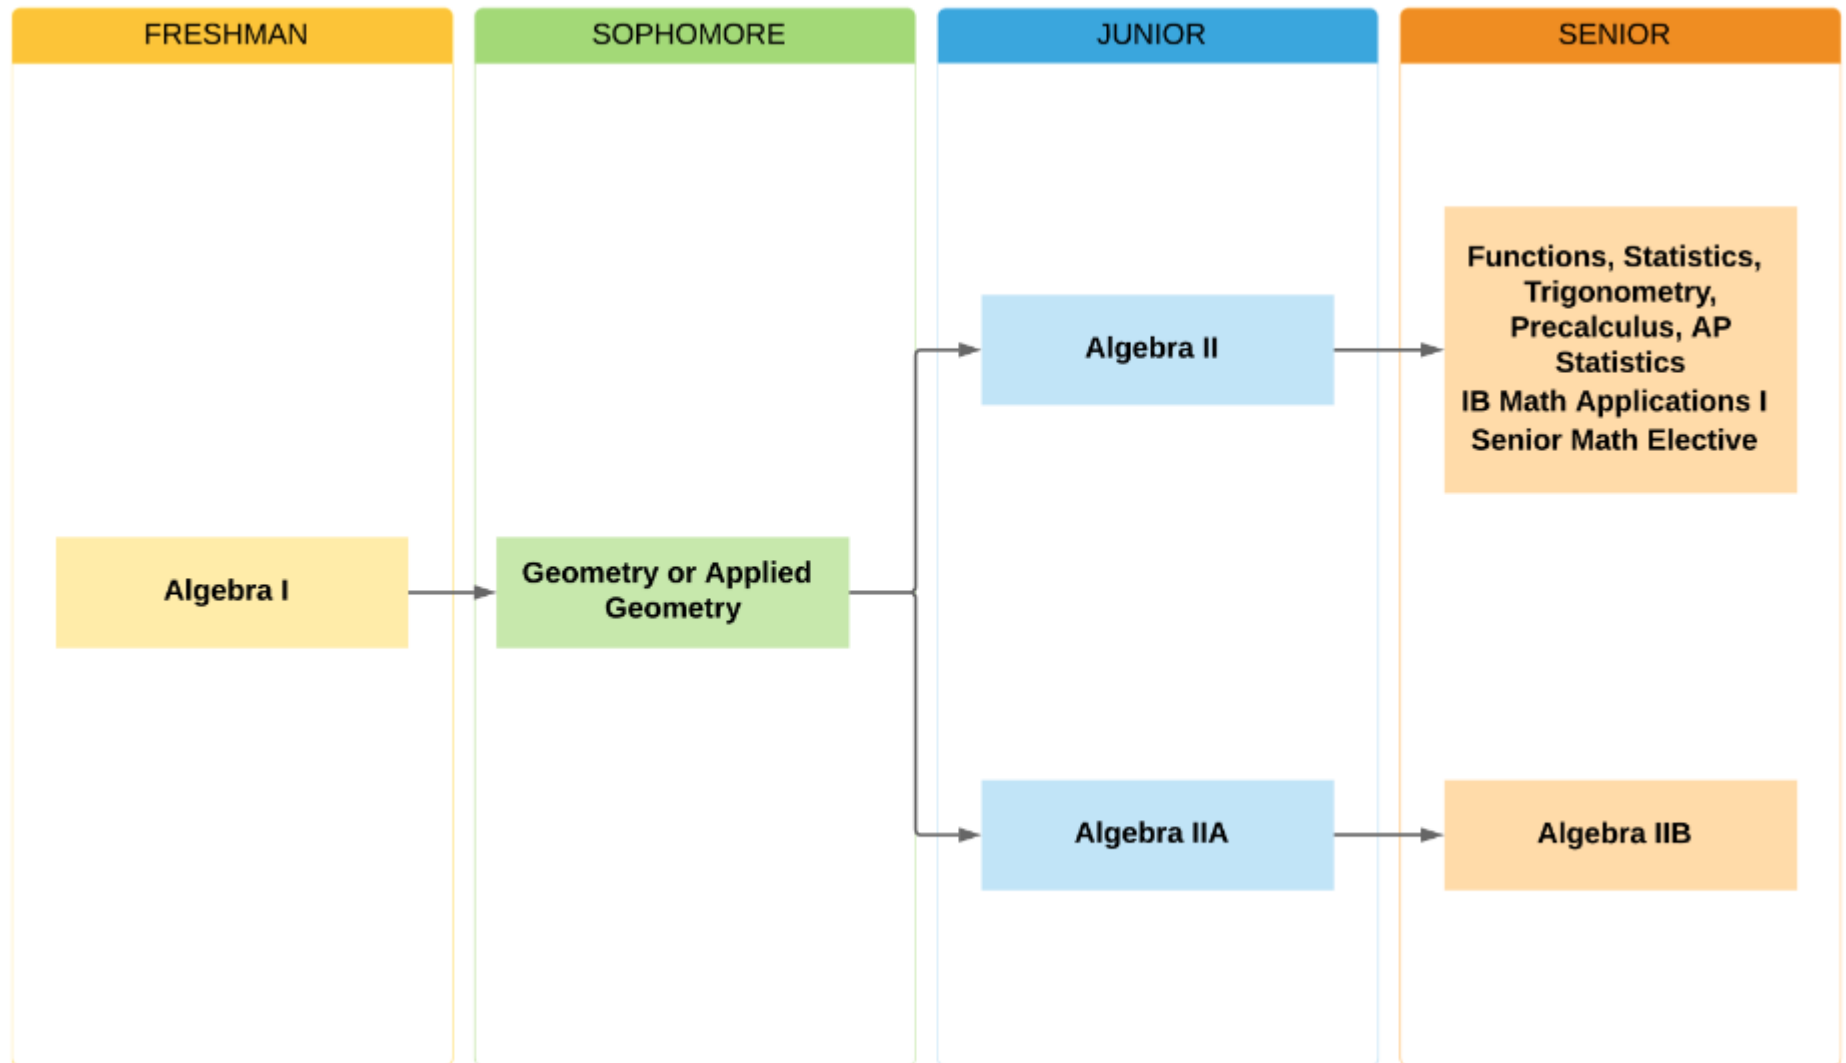 FRESHMAN
SOPHOMORE
JUNIOR
SENIOR
Algebra I
Geometry or Applied
Geometry
Algebra II
Algebra IIA
Functions, Statistics,
Trigonometry,
Precalculus, AP
Statistics
IB Math Applications I
Senior Math Elective
Algebra IIB